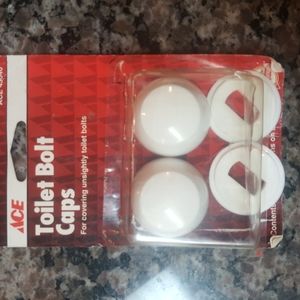 ACE
Toilet Bolt
Caps
For covering unsightly toilet bolts